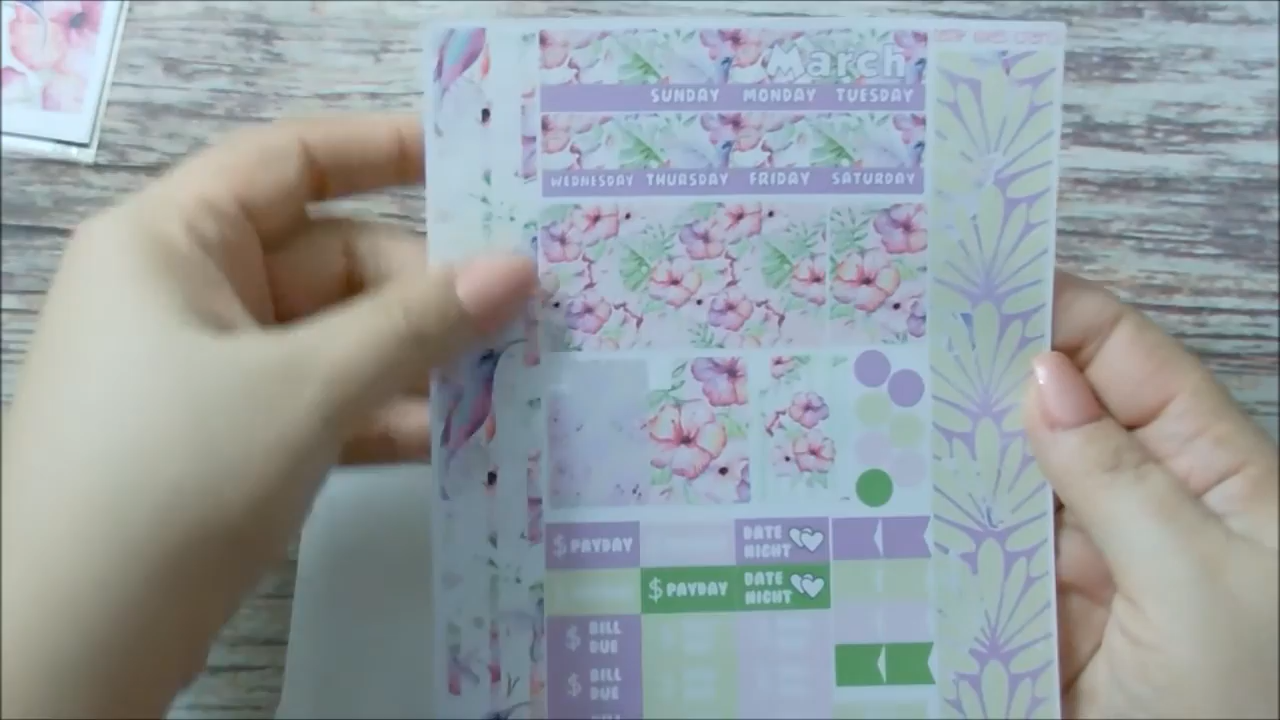 March
SUNDAY MONDAY TUESDAY
WEDNESDAY THURSDAY FRIDAY SATURDAY
$ PAYDAY
DATE
NIGHT
$ PAYDAY
DATE
NIGHT
$ BILL
DUE
$ BILL
DUE